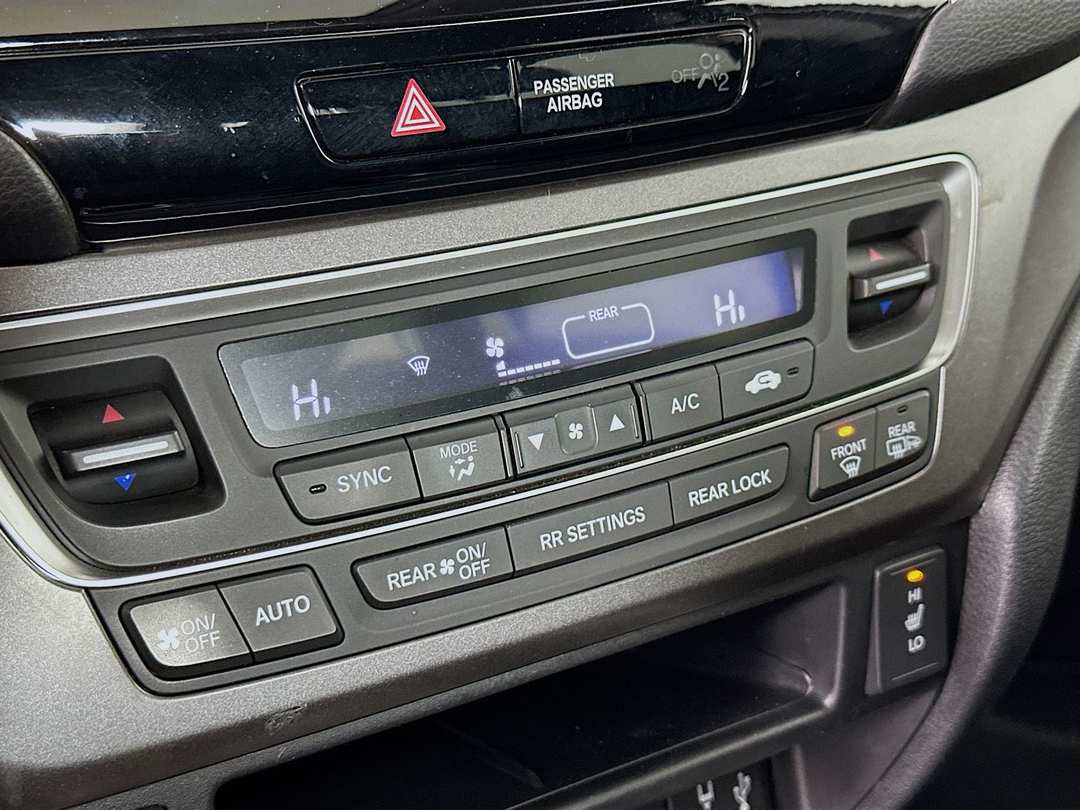 PASSENGER
AIRBAG
OFF 2
REAR
Hi
Hi
SYNC
MODE
A/C
FRONT
REAR
REAR ON/
OFF
RR SETTINGS
REAR LOCK
ON/
OFF
AUTO
HI
LO